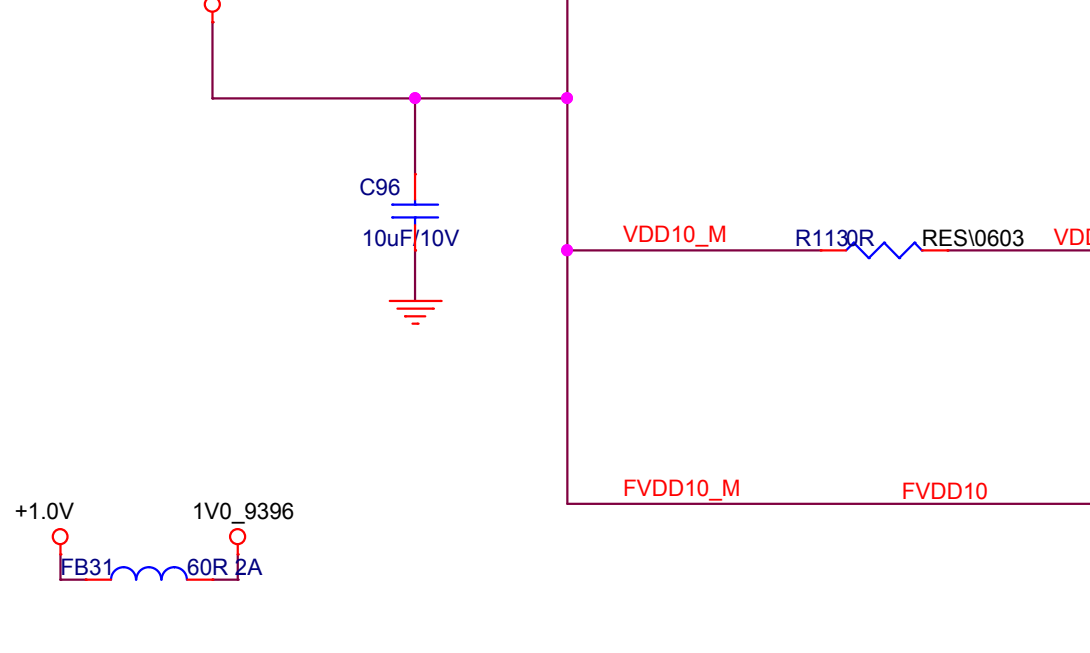 C96
10uF/10V
VDD10_M
R113 0R
RES\0603
FVDD10_M
FVDD10
+1.0V
1V0_9396
FB31
60R 2A